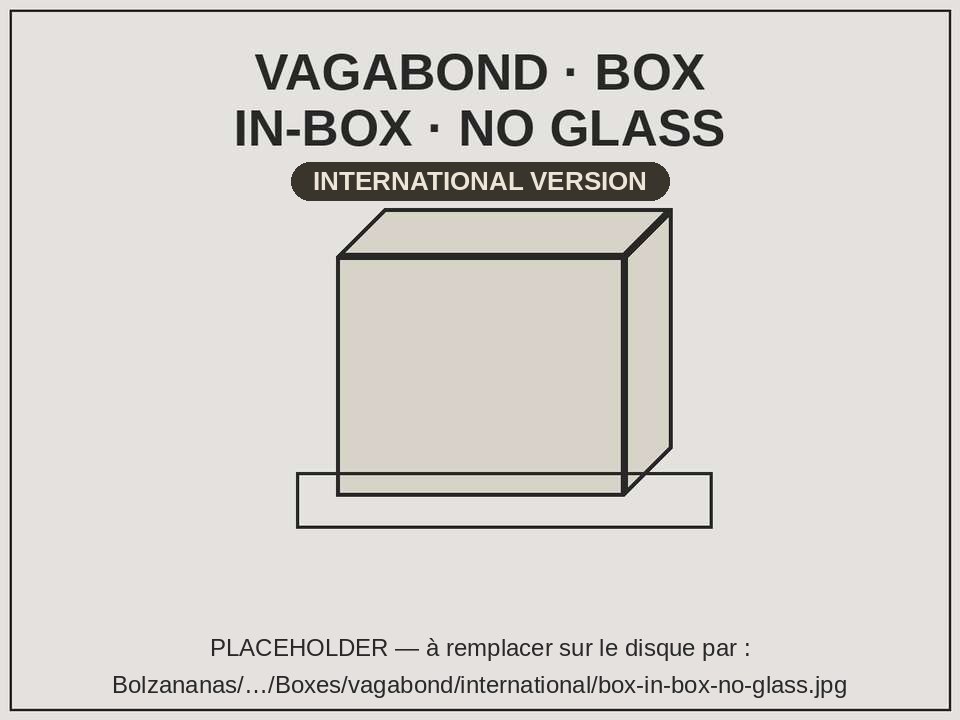 VAGABOND · BOX
IN-BOX · NO GLASS
INTERNATIONAL VERSION
PLACEHOLDER — à remplacer sur le disque par :
Bolzananas/…/Boxes/vagabond/international/box-in-box-no-glass.jpg